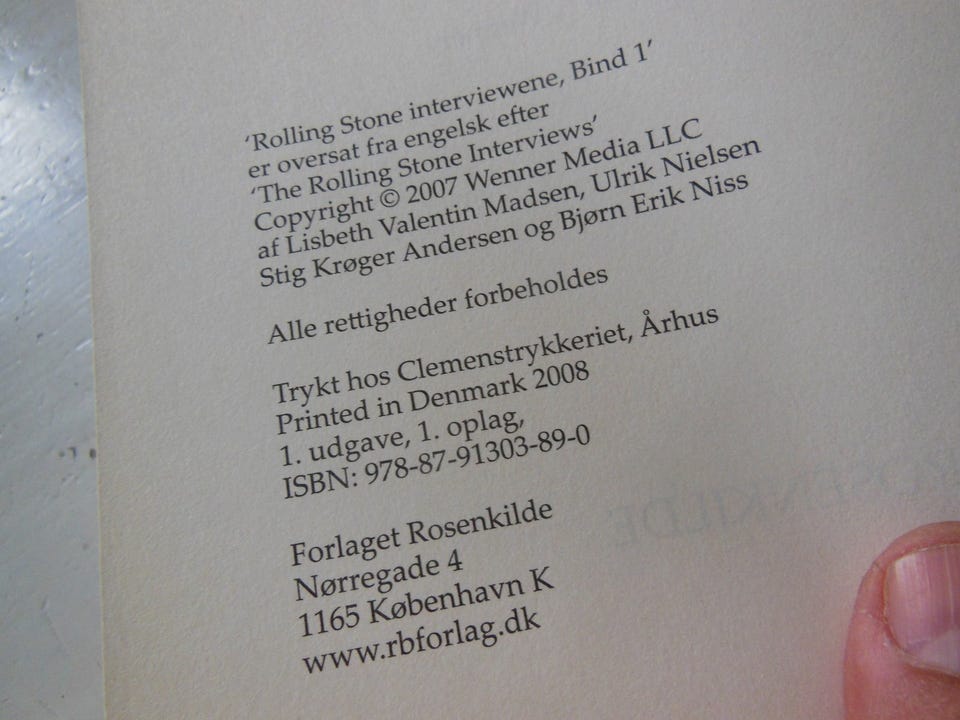 'Rolling Stone interviewene, Bind 1'
er oversat fra engelsk efter
'The Rolling Stone Interviews'
Copyright © 2007 Wenner Media LLC
af Lisbeth Valentin Madsen, Ulrik Nielsen
Stig Krøger Andersen og Bjørn Erik Niss
Alle rettigheder forbeholdes
Trykt hos Clemenstrykkeriet, Århus
Printed in Denmark 2008
1. udgave, 1. oplag,
ISBN: 978-87-91303-89-0
Forlaget Rosenkilde
Nørregade 4
1165 København K
www.rbforlag.dk
ROSENKILDE